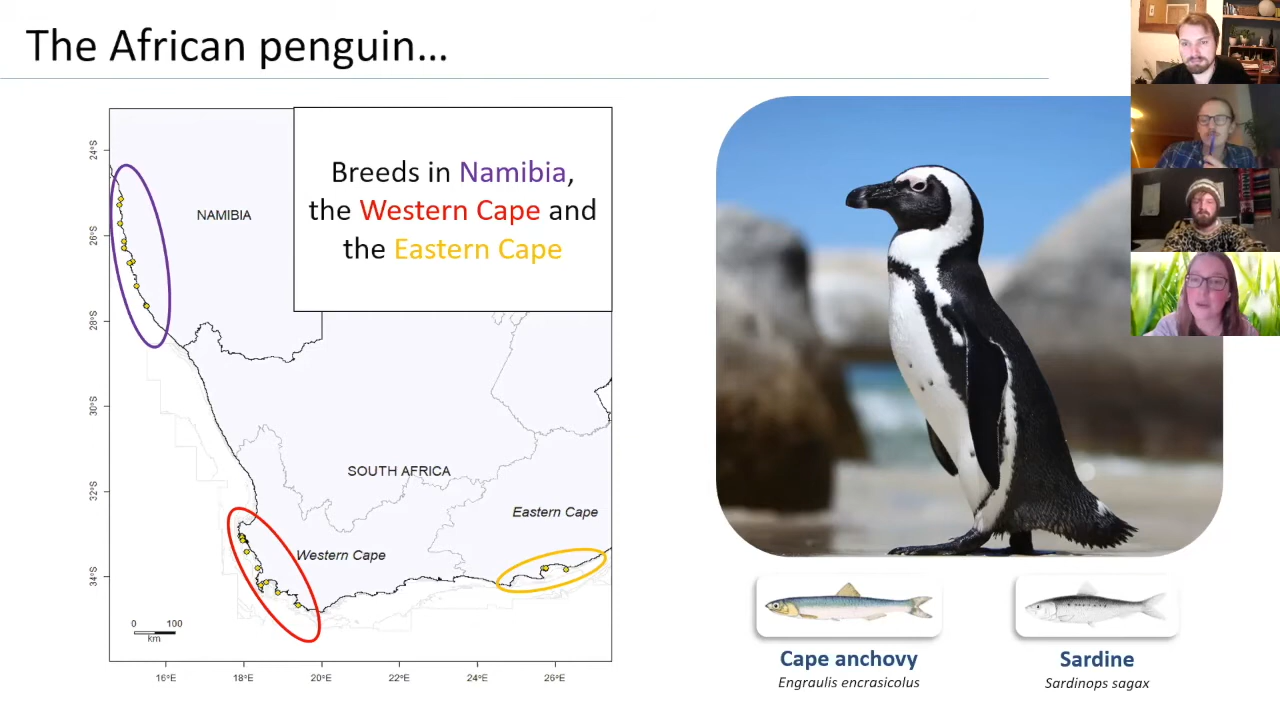 The African penguin...
Breeds in Namibia,
the Western Cape and
the Eastern Cape
NAMIBIA
SOUTH AFRICA
Eastern Cape
Western Cape
24°S
26°S
28°S
30°S
32°S
34°S
0 100
km
16°E 18°E 20°E 22°E 24°E 26°E
Cape anchovy
Engraulis encrasicolus
Sardine
Sardinops sagax